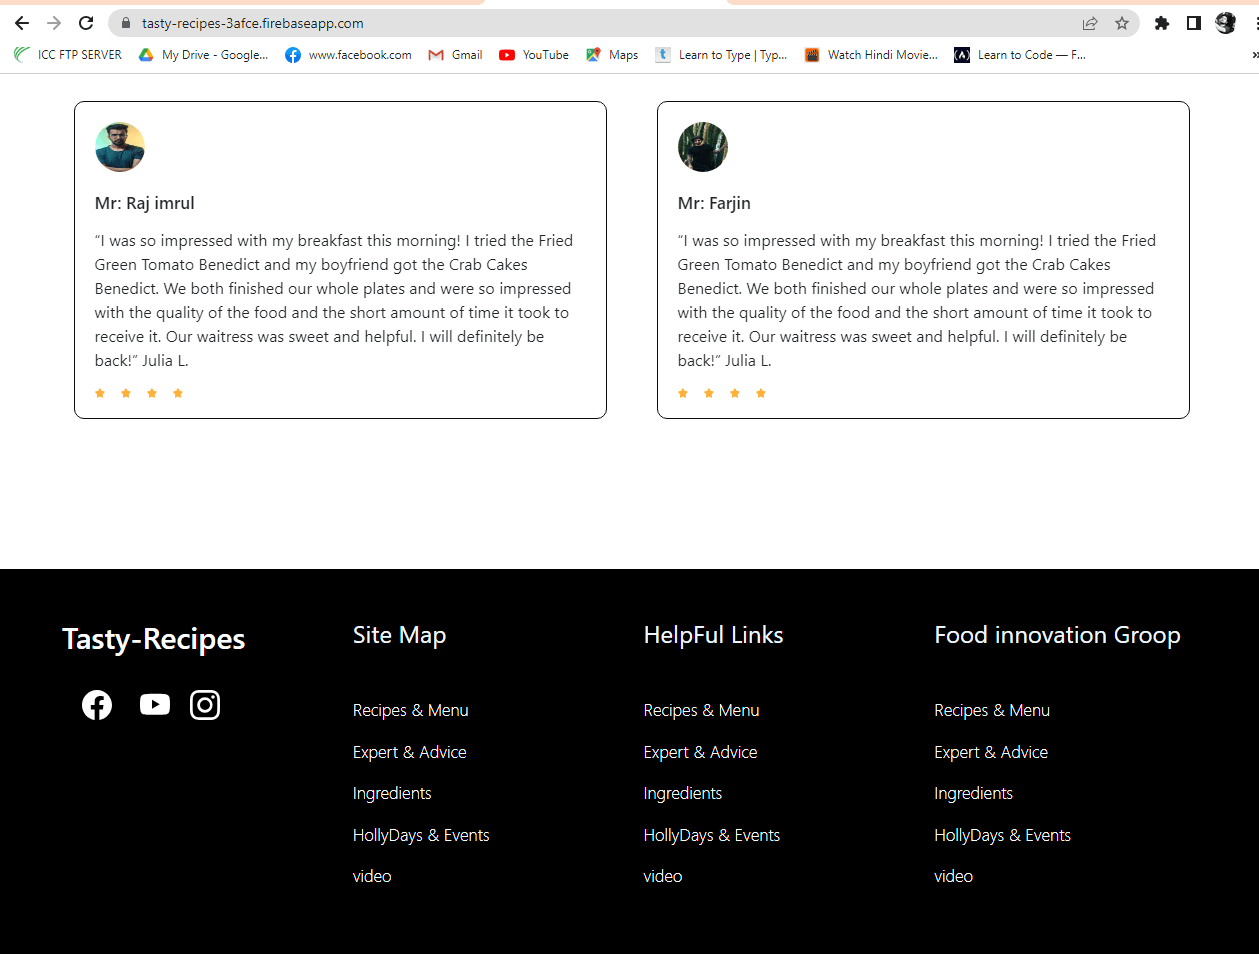 tasty-recipes-3afce.firebaseapp.com
ICC FTP SERVER My Drive - Google... www.facebook.com Gmail YouTube Maps Learn to Type | Typ... Watch Hindi Movie... Learn to Code — F... »
Mr: Raj imrul
“I was so impressed with my breakfast this morning! I tried the Fried
Green Tomato Benedict and my boyfriend got the Crab Cakes
Benedict. We both finished our whole plates and were so impressed
with the quality of the food and the short amount of time it took to
receive it. Our waitress was sweet and helpful. I will definitely be
back!” Julia L.
Mr: Farjin
“I was so impressed with my breakfast this morning! I tried the Fried
Green Tomato Benedict and my boyfriend got the Crab Cakes
Benedict. We both finished our whole plates and were so impressed
with the quality of the food and the short amount of time it took to
receive it. Our waitress was sweet and helpful. I will definitely be
back!” Julia L.
Tasty-Recipes
Site Map
Recipes & Menu
Expert & Advice
Ingredients
HollyDays & Events
video
HelpFul Links
Recipes & Menu
Expert & Advice
Ingredients
HollyDays & Events
video
Food innovation Groop
Recipes & Menu
Expert & Advice
Ingredients
HollyDays & Events
video